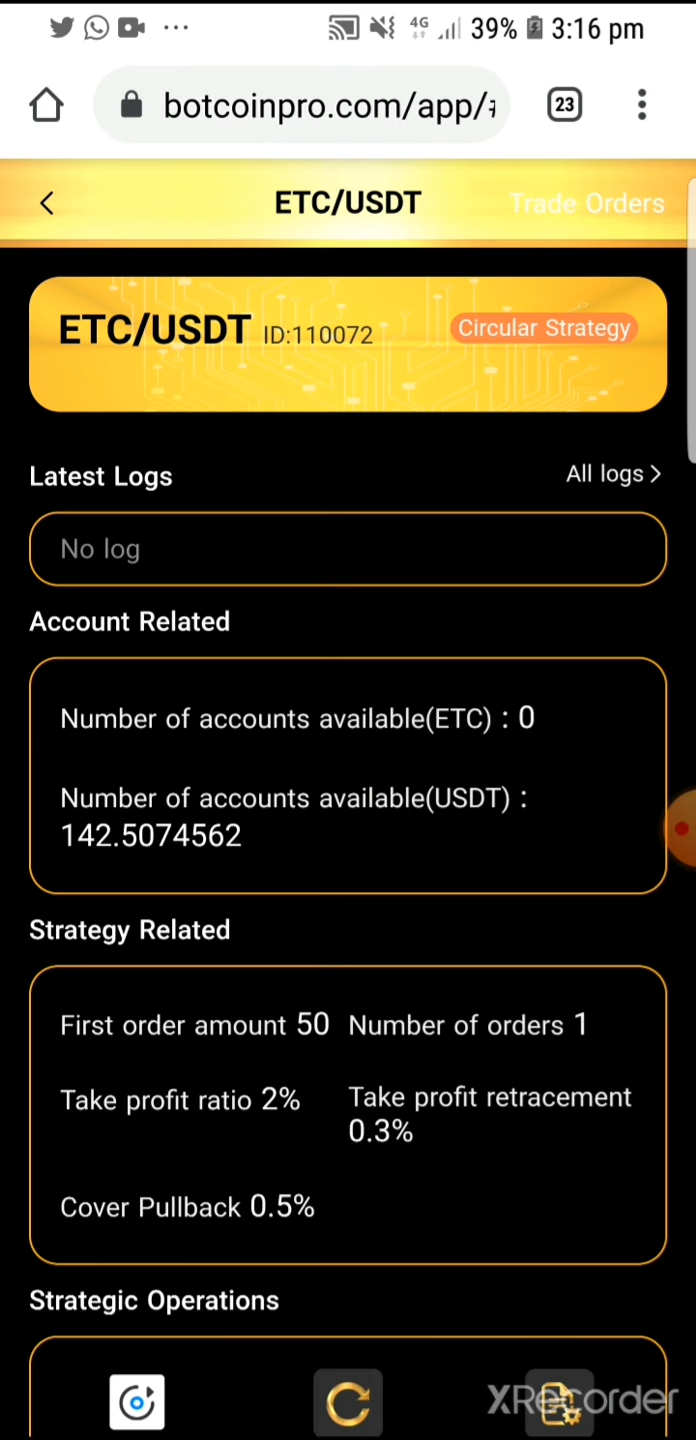 4G 39% 3:16 pm
botcoinpro.com/app/ 23
ETC/USDT Trade Orders
ETC/USDT ID:110072 Circular Strategy
Latest Logs All logs >
No log
Account Related
Number of accounts available(ETC) : 0
Number of accounts available(USDT) :
142.5074562
Strategy Related
First order amount 50 Number of orders 1
Take profit ratio 2% Take profit retracement
0.3%
Cover Pullback 0.5%
Strategic Operations
XRecorder